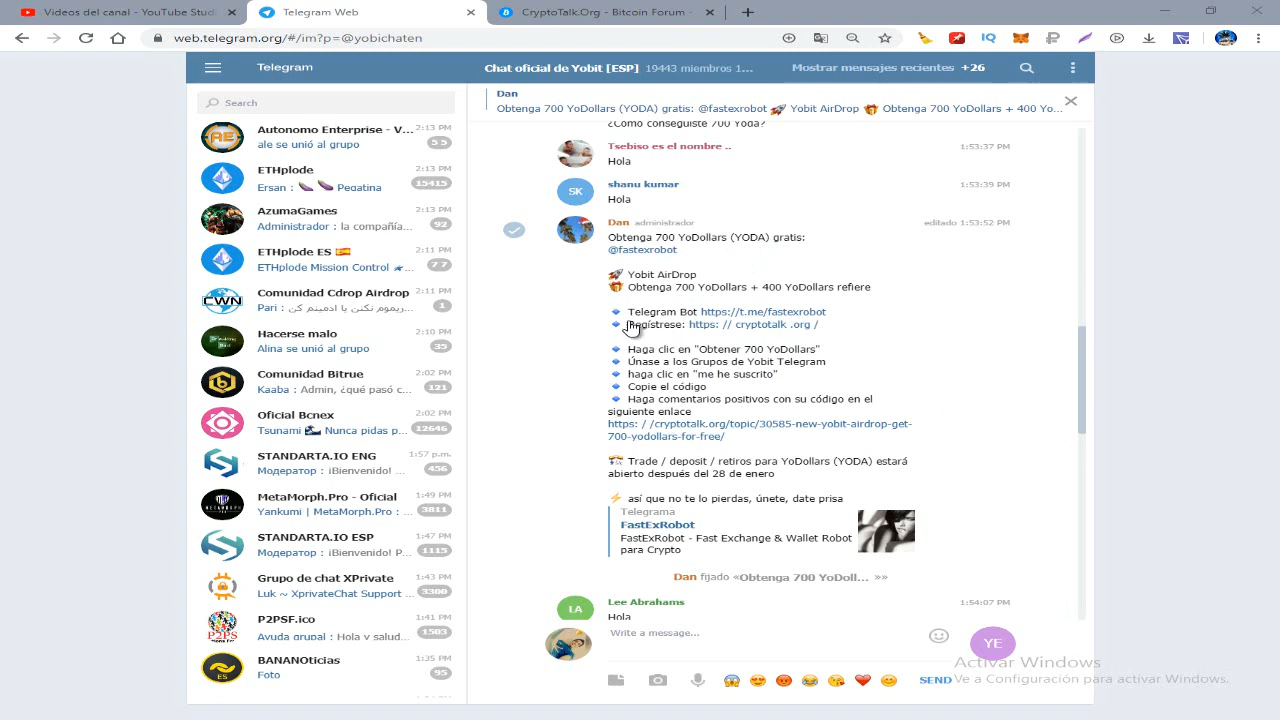 Videos del canal - YouTube Studi
Telegram Web
CryptoTalk.Org - Bitcoin Forum -
web.telegram.org/#/im?p=@yobichaten
Telegram
Chat oficial de Yobit [ESP] 19443 miembros 1...
Mostrar mensajes recientes +26
Search
Dan
Obtenga 700 YoDollars (YODA) gratis: @fastexrobot 🚀 Yobit AirDrop 🎁 Obtenga 700 YoDollars + 400 Yo...
Autonomo Enterprise - V... 2:13 PM
ale se unió al grupo 5 5
ETHplode 2:13 PM
Ersan : 🍆 🍆 Pegatina 15415
AzumaGames 2:13 PM
Administrador : la compañía... 92
ETHplode ES 🇪🇸 2:11 PM
ETHplode Mission Control ... 7 7
Comunidad Cdrop Airdrop 2:13 PM
Pari : ریموم نکنن یا ادمینم کن 1
Hacerse malo 2:10 PM
Alina se unió al grupo 35
Comunidad Bitrue 2:02 PM
Kaaba : Admin, ¿qué pasó c... 121
Oficial Bcnex 2:02 PM
Tsunami Nunca pidas p... 12646
STANDARTA.IO ENG 1:57 p.m.
Модератор : ¡Bienvenido! ... 456
MetaMorph.Pro - Oficial 1:49 PM
Yankumi | MetaMorph.Pro : ... 3811
STANDARTA.IO ESP 1:47 PM
Модератор : ¡Bienvenido! P... 1115
Grupo de chat XPrivate 1:43 PM
Luk ~ XprivateChat Support ... 3300
P2PSF.ico 1:41 PM
Ayuda grupal : Hola y salud... 1503
BANANOticias 1:35 PM
Foto 95
¿Cómo conseguiste 700 Yoda?
Tsebiso es el nombre .. 1:53:37 PM
Hola
SK
shanu kumar 1:53:39 PM
Hola
Dan administrador editado 1:53:52 PM
Obtenga 700 YoDollars (YODA) gratis:
@fastexrobot
🚀 Yobit AirDrop
🎁 Obtenga 700 YoDollars + 400 YoDollars refiere
🔹 Telegram Bot https://t.me/fastexrobot
🔹 Regístrese: https: // cryptotalk .org /
🔹 Haga clic en "Obtener 700 YoDollars"
🔹 Únase a los Grupos de Yobit Telegram
🔹 haga clic en "me he suscrito"
🔹 Copie el código
🔹 Haga comentarios positivos con su código en el
siguiente enlace
https: / /cryptotalk.org/topic/30585-new-yobit-airdrop-get-
700-yodollars-for-free/
Trade / deposit / retiros para YoDollars (YODA) estará
abierto después del 28 de enero
⚡ así que no te lo pierdas, únete, date prisa
Telegrama
FastExRobot
FastExRobot - Fast Exchange & Wallet Robot
para Crypto
Dan fijado «Obtenga 700 YoDoll... »»
LA
Lee Abrahams 1:54:07 PM
Hola
Write a message...
YE
SEND
Activar Windows
Ve a Configuración para activar Windows.